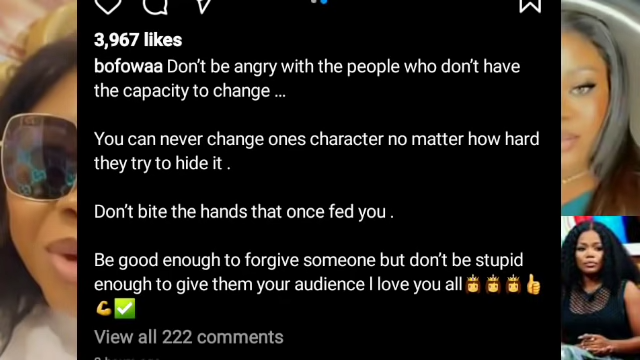 3,967 likes
bofowaa Don't be angry with the people who don't have
the capacity to change ...
You can never change ones character no matter how hard
they try to hide it .
Don't bite the hands that once fed you .
Be good enough to forgive someone but don't be stupid
enough to give them your audience I love you all👸👸👸👍
💪✅
View all 222 comments